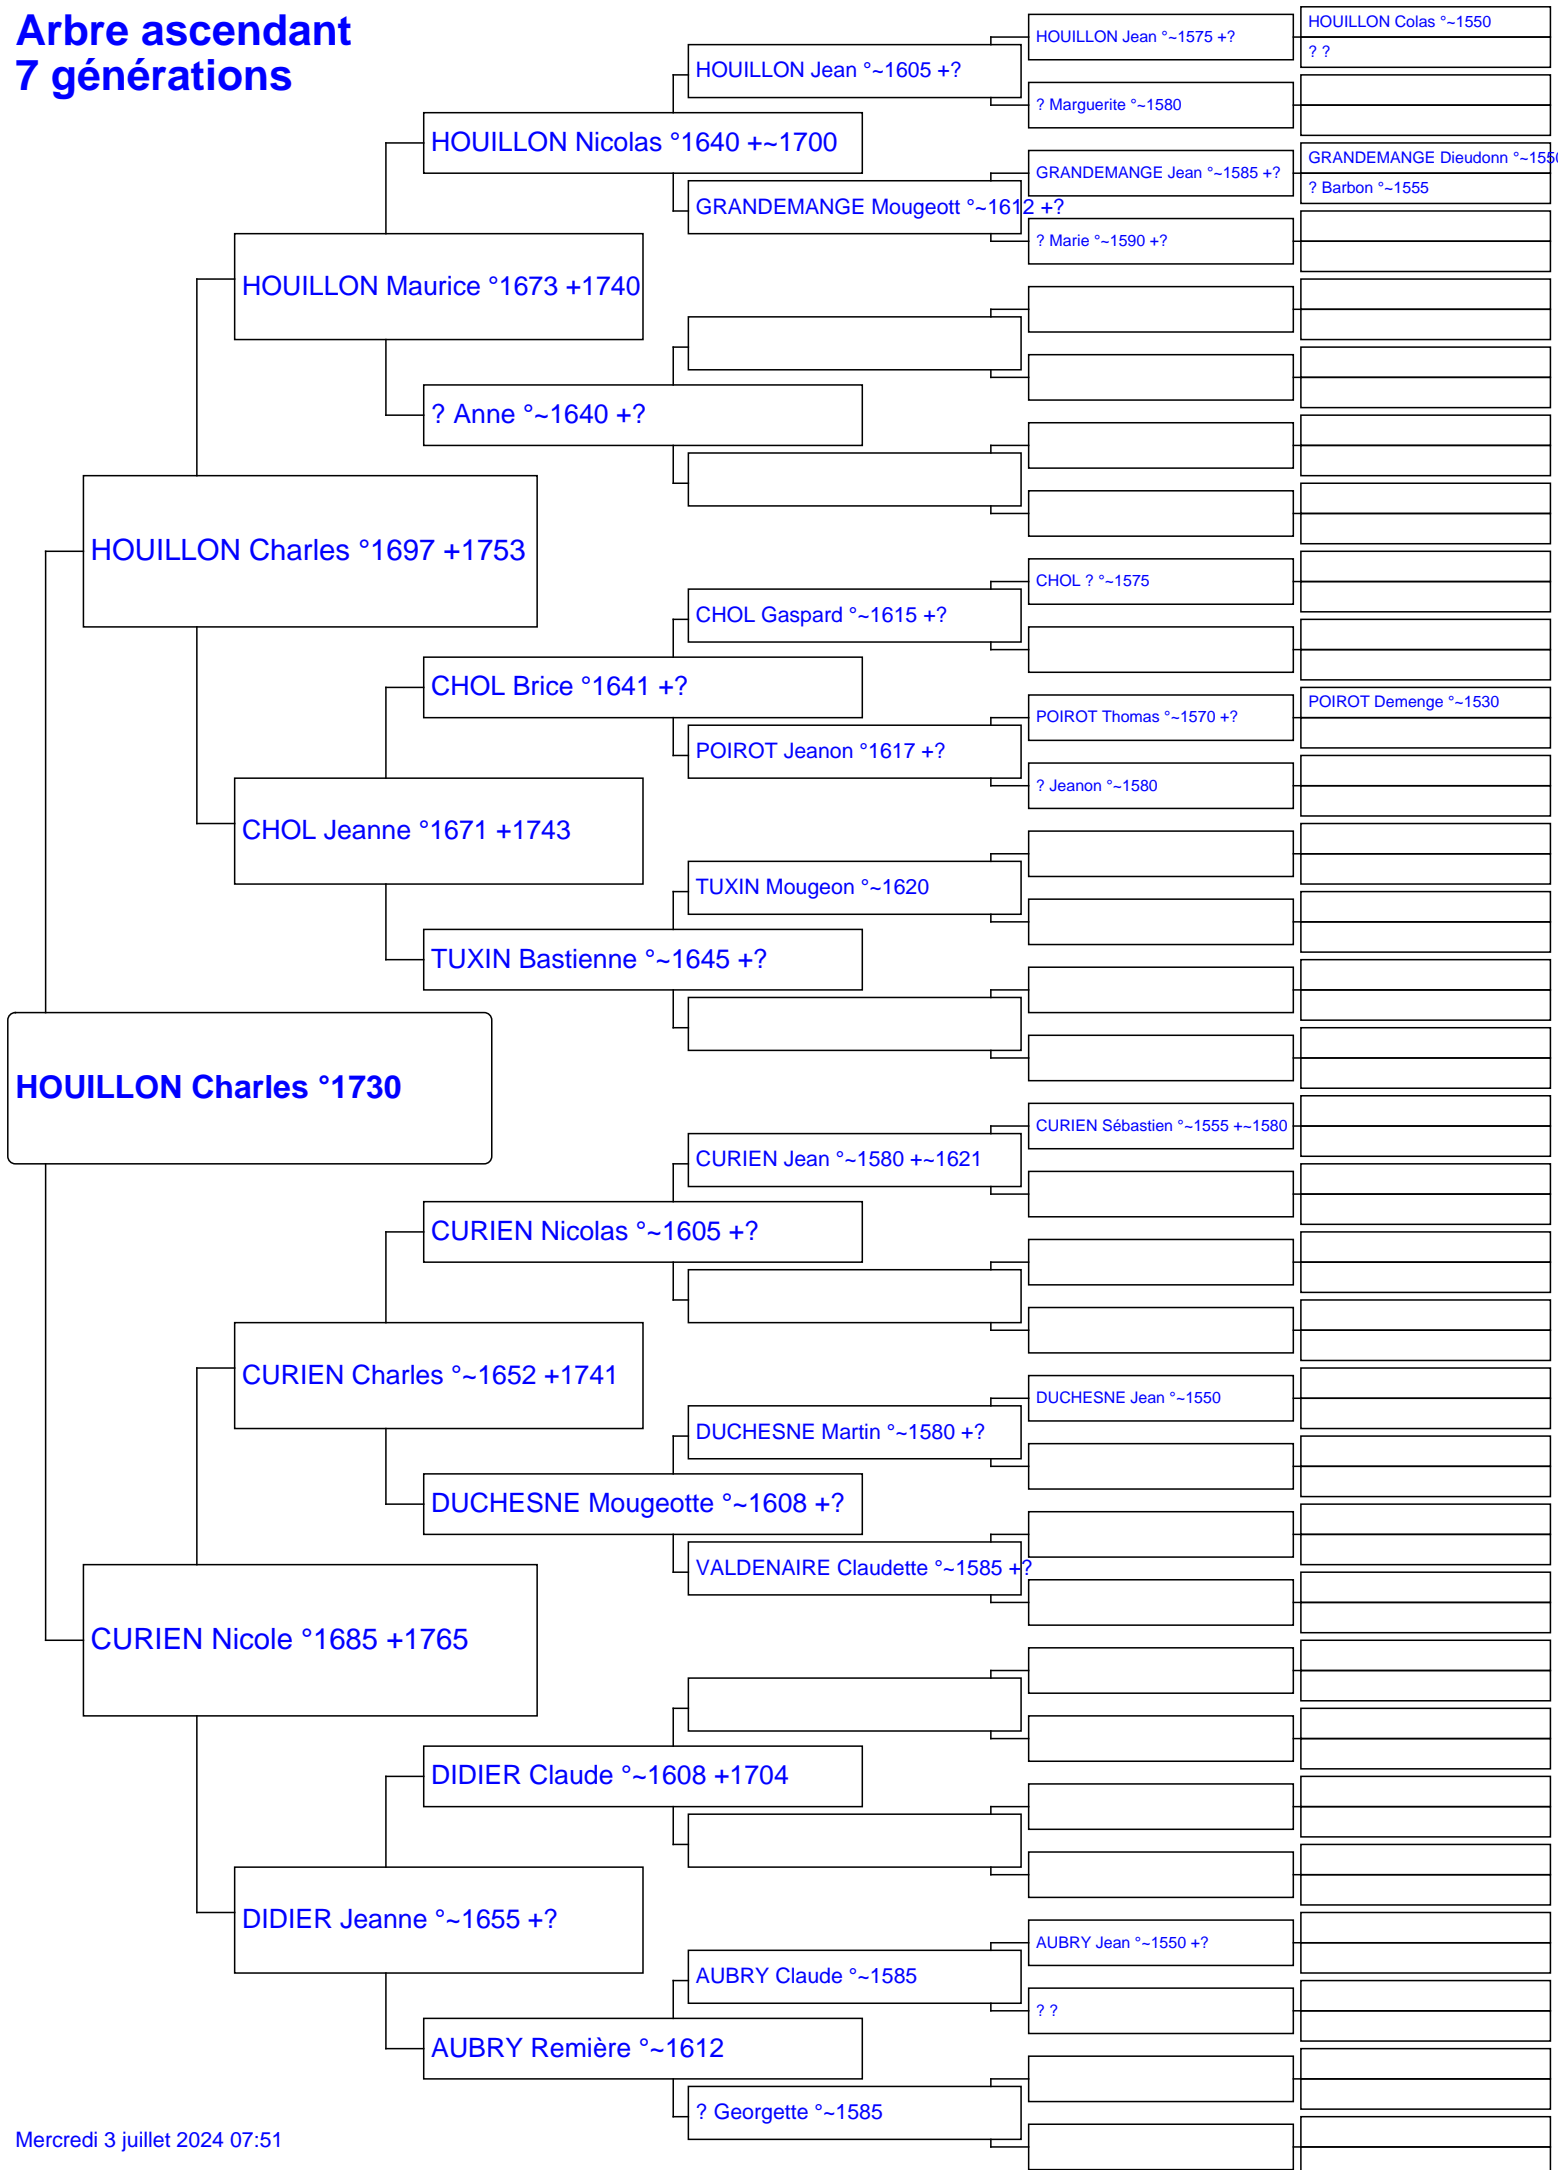 Arbre ascendant
7 générations
HOUILLON Charles °1730
HOUILLON Charles °1697 +1753
CURIEN Nicole °1685 +1765
HOUILLON Maurice °1673 +1740
CHOL Jeanne °1671 +1743
CURIEN Charles °~1652 +1741
DIDIER Jeanne °~1655 +?
HOUILLON Nicolas °1640 +~1700
? Anne °~1640 +?
CHOL Brice °1641 +?
TUXIN Bastienne °~1645 +?
CURIEN Nicolas °~1605 +?
DUCHESNE Mougeotte °~1608 +?
DIDIER Claude °~1608 +1704
AUBRY Remière °~1612
HOUILLON Jean °~1605 +?
GRANDEMANGE Mougeott °~1612 +?
CHOL Gaspard °~1615 +?
POIROT Jeanon °1617 +?
TUXIN Mougeon °~1620
CURIEN Jean °~1580 +~1621
DUCHESNE Martin °~1580 +?
VALDENAIRE Claudette °~1585 +?
AUBRY Claude °~1585
? Georgette °~1585
HOUILLON Jean °~1575 +?
? Marguerite °~1580
GRANDEMANGE Jean °~1585 +?
? Marie °~1590 +?
CHOL ? °~1575
POIROT Thomas °~1570 +?
? Jeanon °~1580
CURIEN Sébastien °~1555 +~1580
DUCHESNE Jean °~1550
AUBRY Jean °~1550 +?
? ?
HOUILLON Colas °~1550
? ?
GRANDEMANGE Dieudonn °~1550
? Barbon °~1555
POIROT Demenge °~1530
Mercredi 3 juillet 2024 07:51